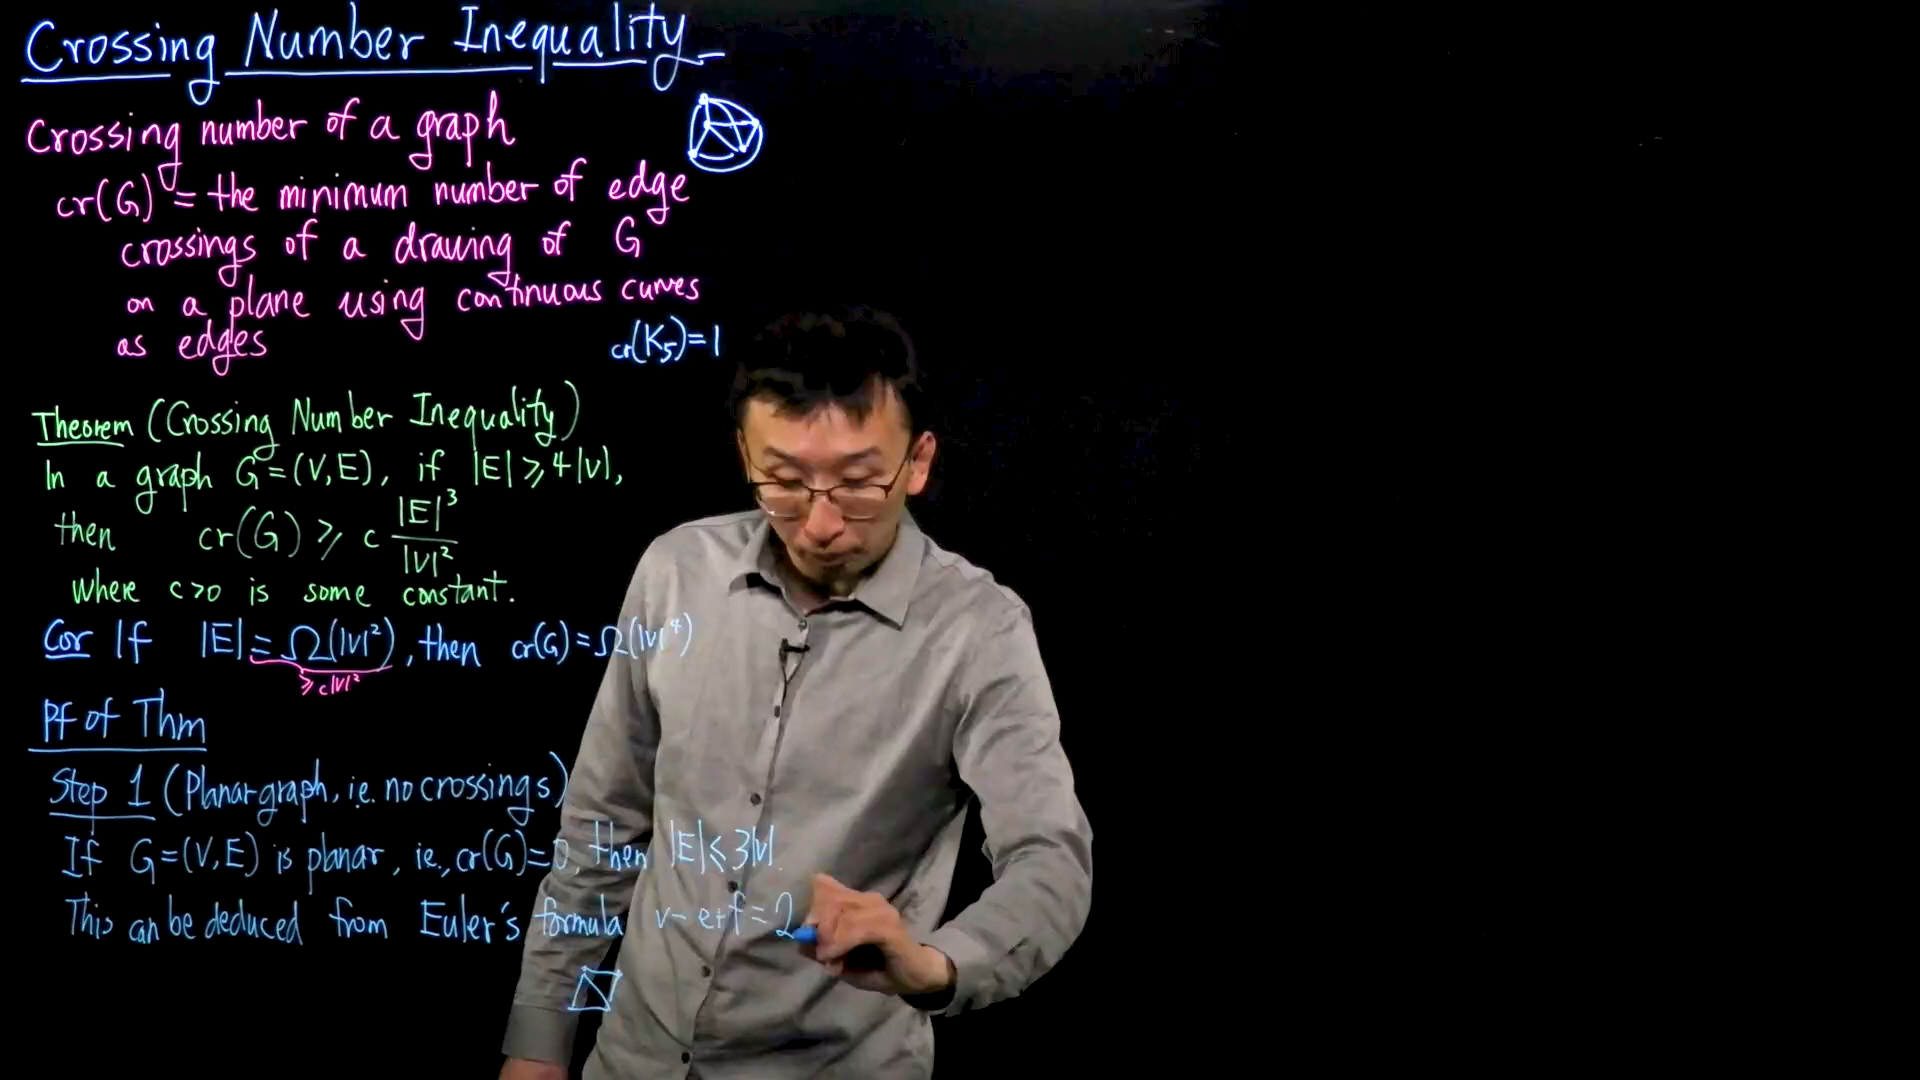 Crossing Number Inequality
Crossing number of a graph
cr(G) = the minimum number of edge
crossings of a drawing of G
on a plane using continuous curves
as edges
cr(K₅)=1
Theorem (Crossing Number Inequality)
In a graph G=(V,E), if |E| ⩾ 4|V|,
then cr(G) ⩾ c |E|³/|V|²
Where c>0 is some constant.
Cor If |E| = Ω(|V|²), then cr(G) = Ω(|V|⁴)
⩾ c|V|²
Pf of Thm
Step 1 (Planar graph, i.e. no crossings)
If G=(V,E) is planar, i.e., cr(G)=0, then |E| ⩽ 3|V|.
This can be deduced from Euler's formula v-e+f=2